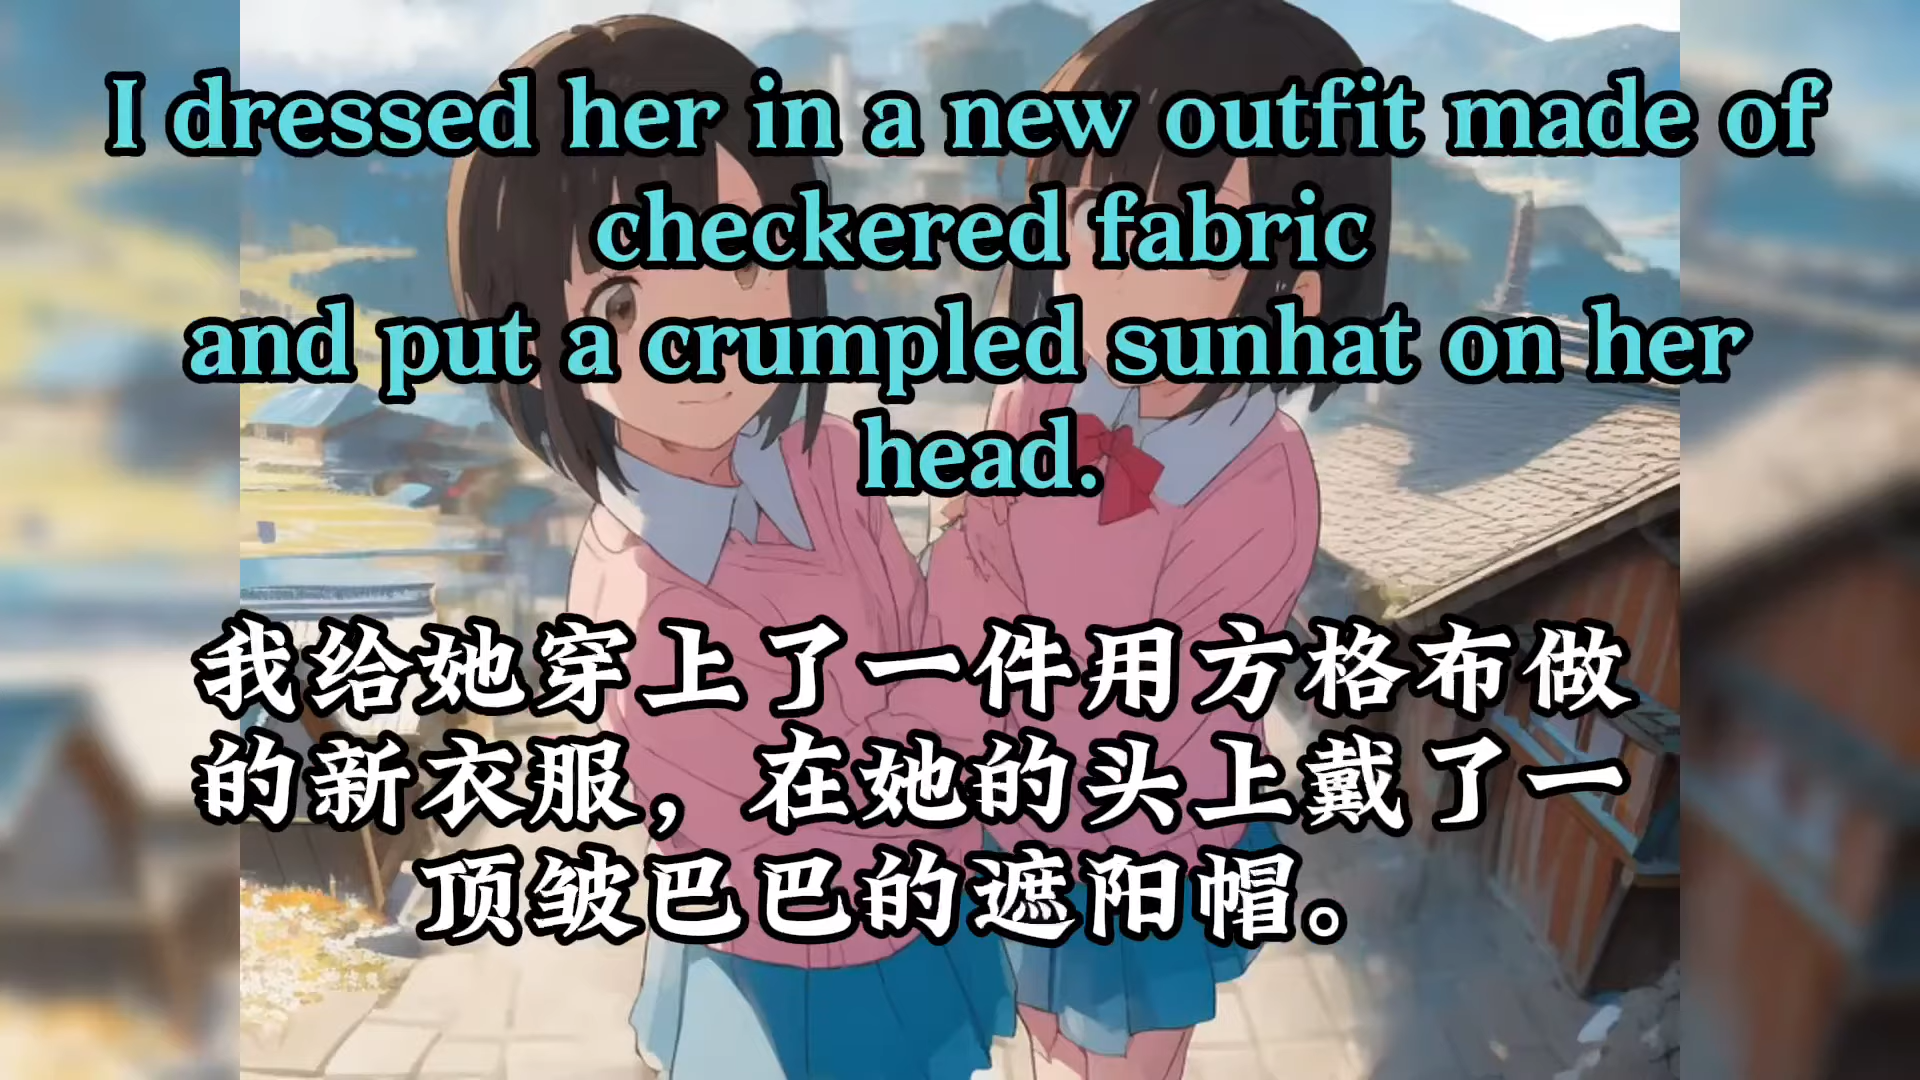 I dressed her in a new outfit made of
checkered fabric
and put a crumpled sunhat on her
head.
我给她穿上了一件用方格布做
的新衣服，在她的头上戴了一
顶皱巴巴的遮阳帽。